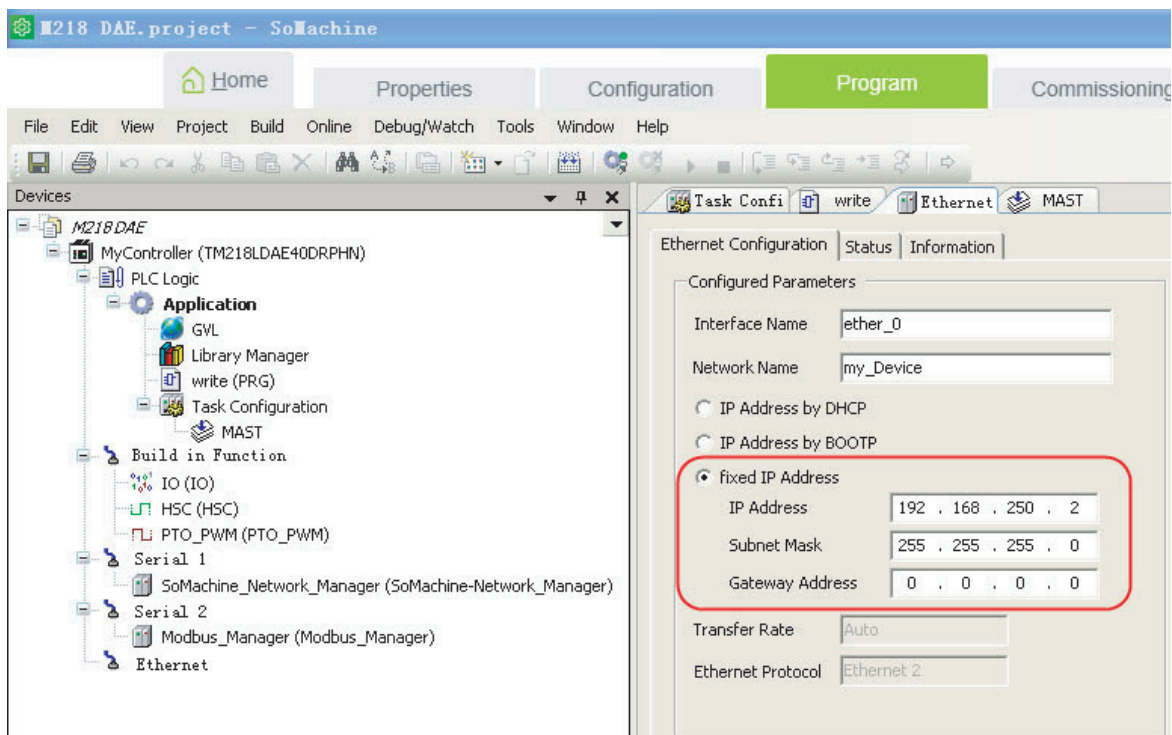 M218 DAE.project - SoMachine
Home Properties Configuration Program Commissioning
File Edit View Project Build Online Debug/Watch Tools Window Help
Devices
M218 DAE
MyController (TM218LDAE40DRPHN)
PLC Logic
Application
GVL
Library Manager
write (PRG)
Task Configuration
MAST
Build in Function
IO (IO)
HSC (HSC)
PTO_PWM (PTO_PWM)
Serial 1
SoMachine_Network_Manager (SoMachine-Network_Manager)
Serial 2
Modbus_Manager (Modbus_Manager)
Ethernet
Task Confi write Ethernet MAST
Ethernet Configuration Status Information
Configured Parameters
Interface Name ether_0
Network Name my_Device
IP Address by DHCP
IP Address by BOOTP
fixed IP Address
IP Address 192 . 168 . 250 . 2
Subnet Mask 255 . 255 . 255 . 0
Gateway Address 0 . 0 . 0 . 0
Transfer Rate Auto
Ethernet Protocol Ethernet 2